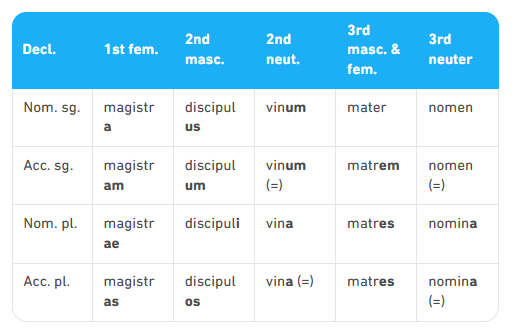 Decl. 1st fem. 2nd masc. 2nd neut. 3rd masc. & fem. 3rd neuter
Nom. sg. magistra discipulus vinum mater nomen
Acc. sg. magistram discipulum vinum (=) matrem nomen (=)
Nom. pl. magistrae discipuli vina matres nomina
Acc. pl. magistras discipulos vina (=) matres nomina (=)